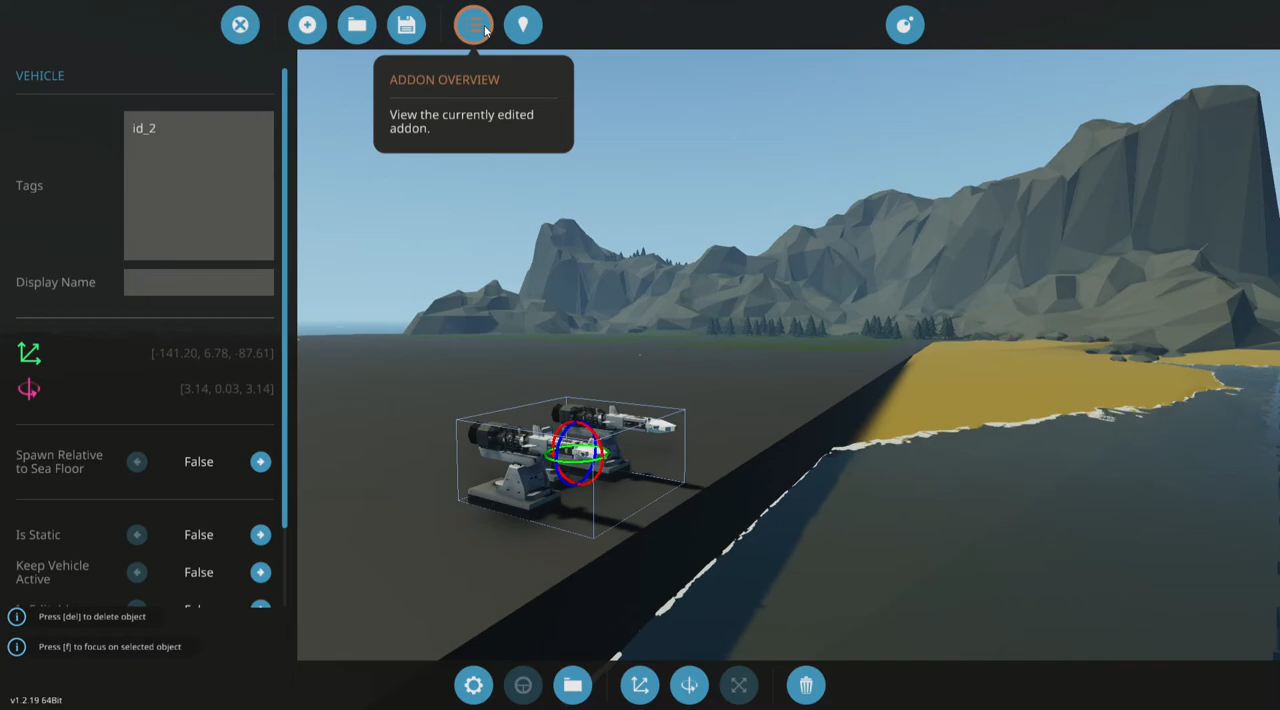 ADDON OVERVIEW
View the currently edited
addon.
VEHICLE
id_2
Tags
Display Name
[-141.20, 6.78, -87.61]
[3.14, 0.03, 3.14]
Spawn Relative
to Sea Floor
False
Is Static
False
Keep Vehicle
Active
False
Press [del] to delete object
Press [f] to focus on selected object
v1.2.19 64Bit